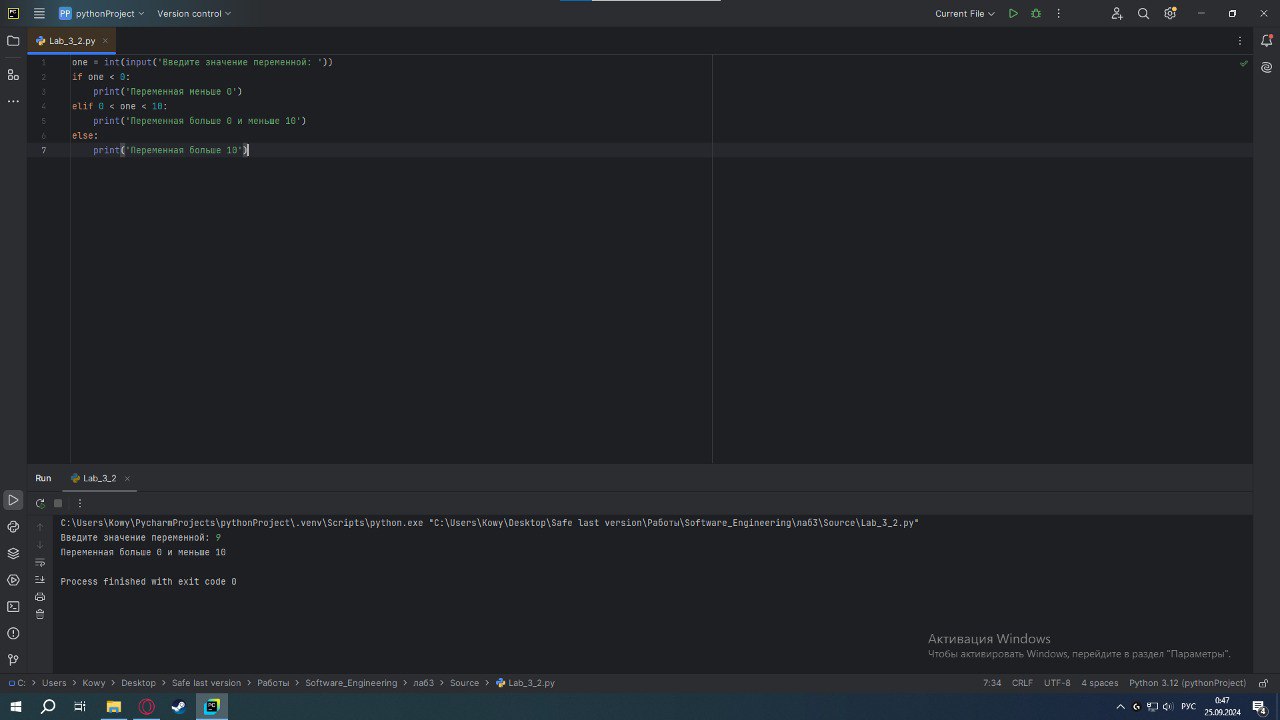 PC
PP pythonProject Version control Current File
Lab_3_2.py
1 one = int(input('Введите значение переменной: '))
2 if one < 0:
3 print('Переменная меньше 0')
4 elif 0 < one < 10:
5 print('Переменная больше 0 и меньше 10')
6 else:
7 print('Переменная больше 10')
Run Lab_3_2
C:\Users\Kowy\PycharmProjects\pythonProject\.venv\Scripts\python.exe "C:\Users\Kowy\Desktop\Safe last version\Работы\Software_Engineering\лаб3\Source\Lab_3_2.py"
Введите значение переменной: 9
Переменная больше 0 и меньше 10
Process finished with exit code 0
Активация Windows
Чтобы активировать Windows, перейдите в раздел "Параметры".
C: > Users > Kowy > Desktop > Safe last version > Работы > Software_Engineering > лаб3 > Source > Lab_3_2.py 7:34 CRLF UTF-8 4 spaces Python 3.12 (pythonProject)
РУС
0:47
25.09.2024